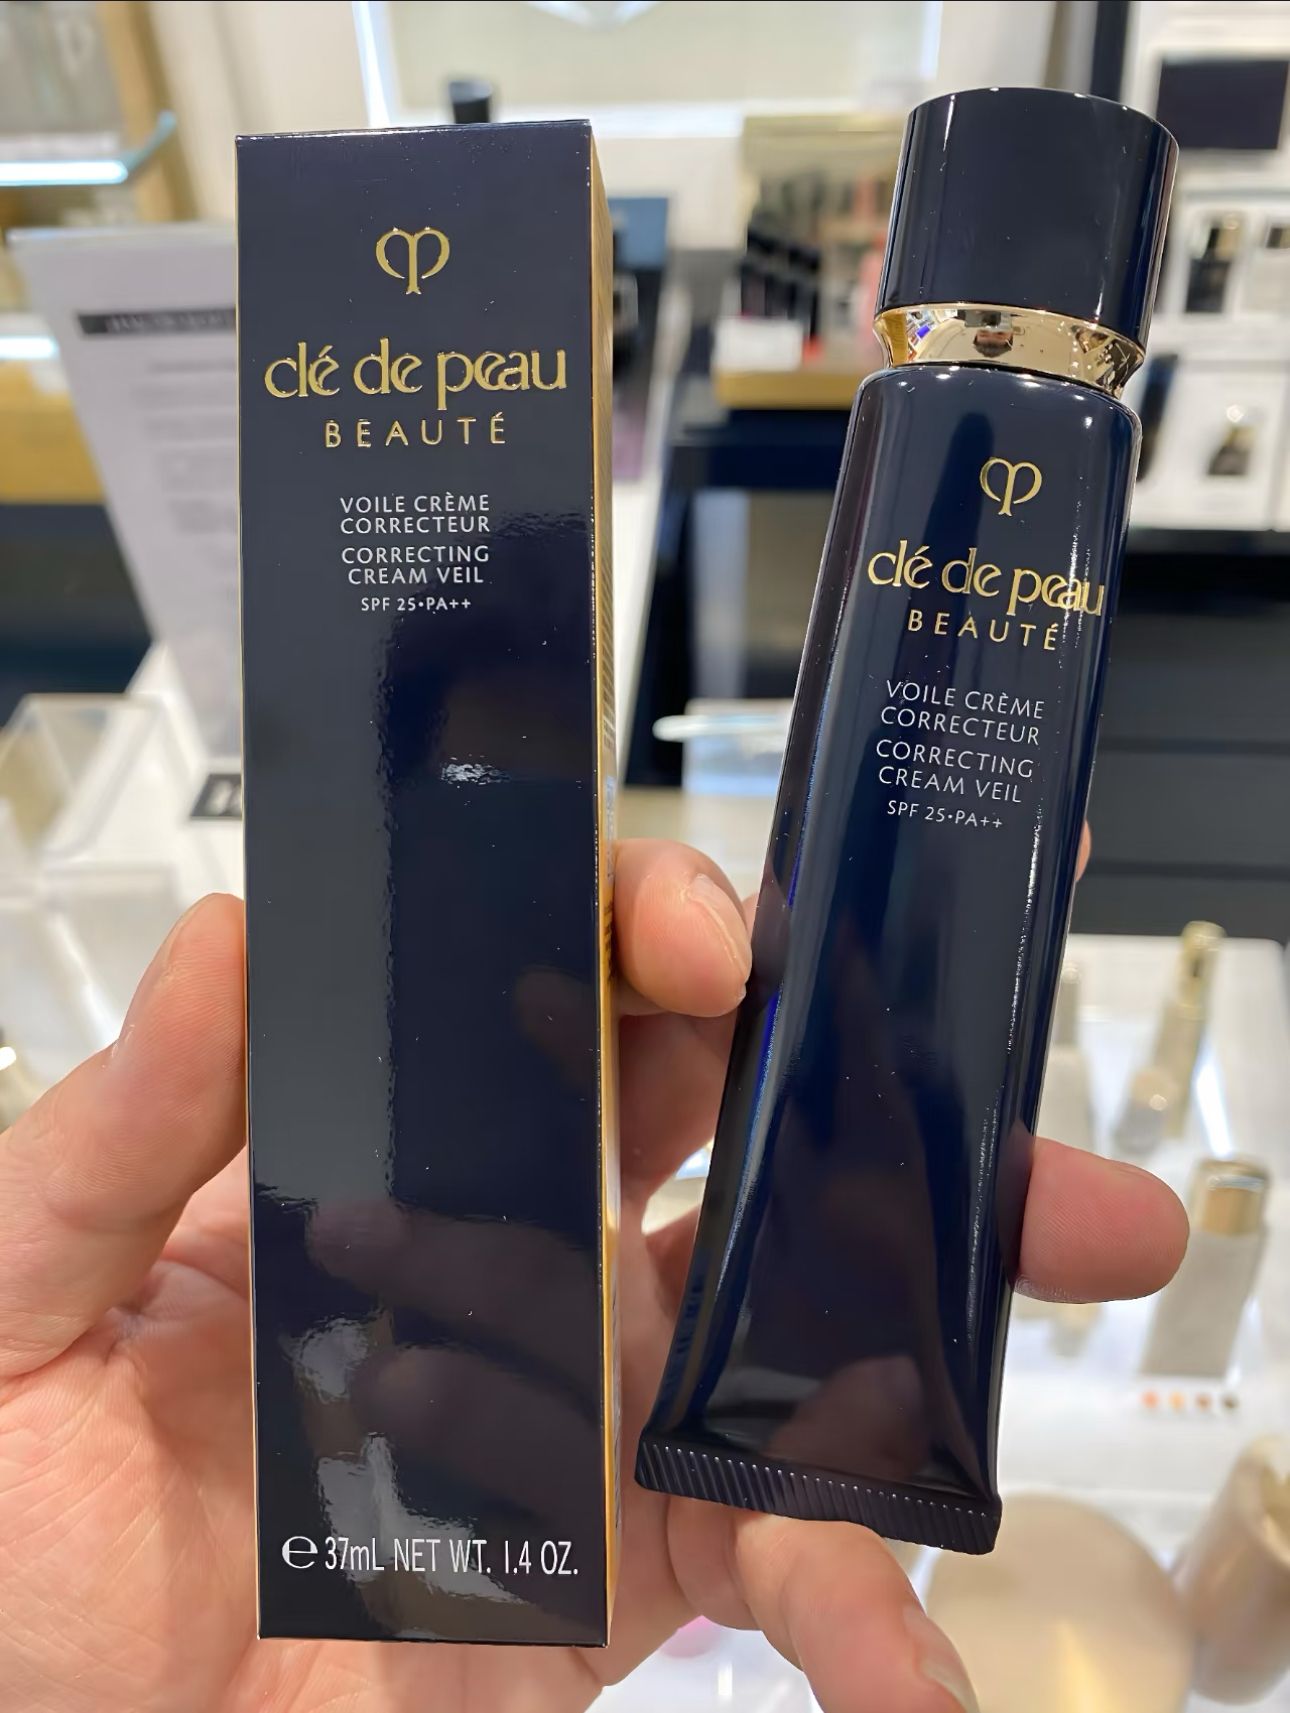 clé de peau
BEAUTÉ
VOILE CRÈME
CORRECTEUR
CORRECTING
CREAM VEIL
SPF 25•PA++
℮ 37mL NET WT. 1.4 OZ.
clé de peau
BEAUTÉ
VOILE CRÈME
CORRECTEUR
CORRECTING
CREAM VEIL
SPF 25•PA++